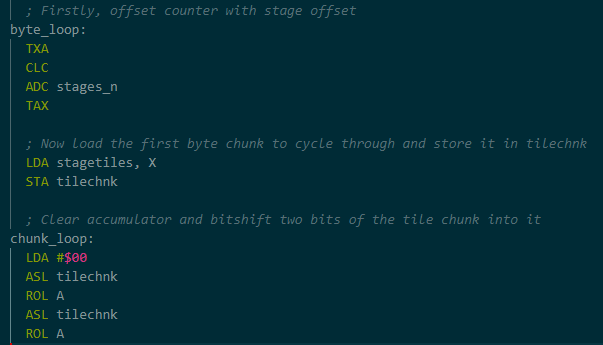 ; Firstly, offset counter with stage offset
byte_loop:
TXA
CLC
ADC stages_n
TAX
; Now load the first byte chunk to cycle through and store it in tilechnk
LDA stagetiles, X
STA tilechnk
; Clear accumulator and bitshift two bits of the tile chunk into it
chunk_loop:
LDA #$00
ASL tilechnk
ROL A
ASL tilechnk
ROL A